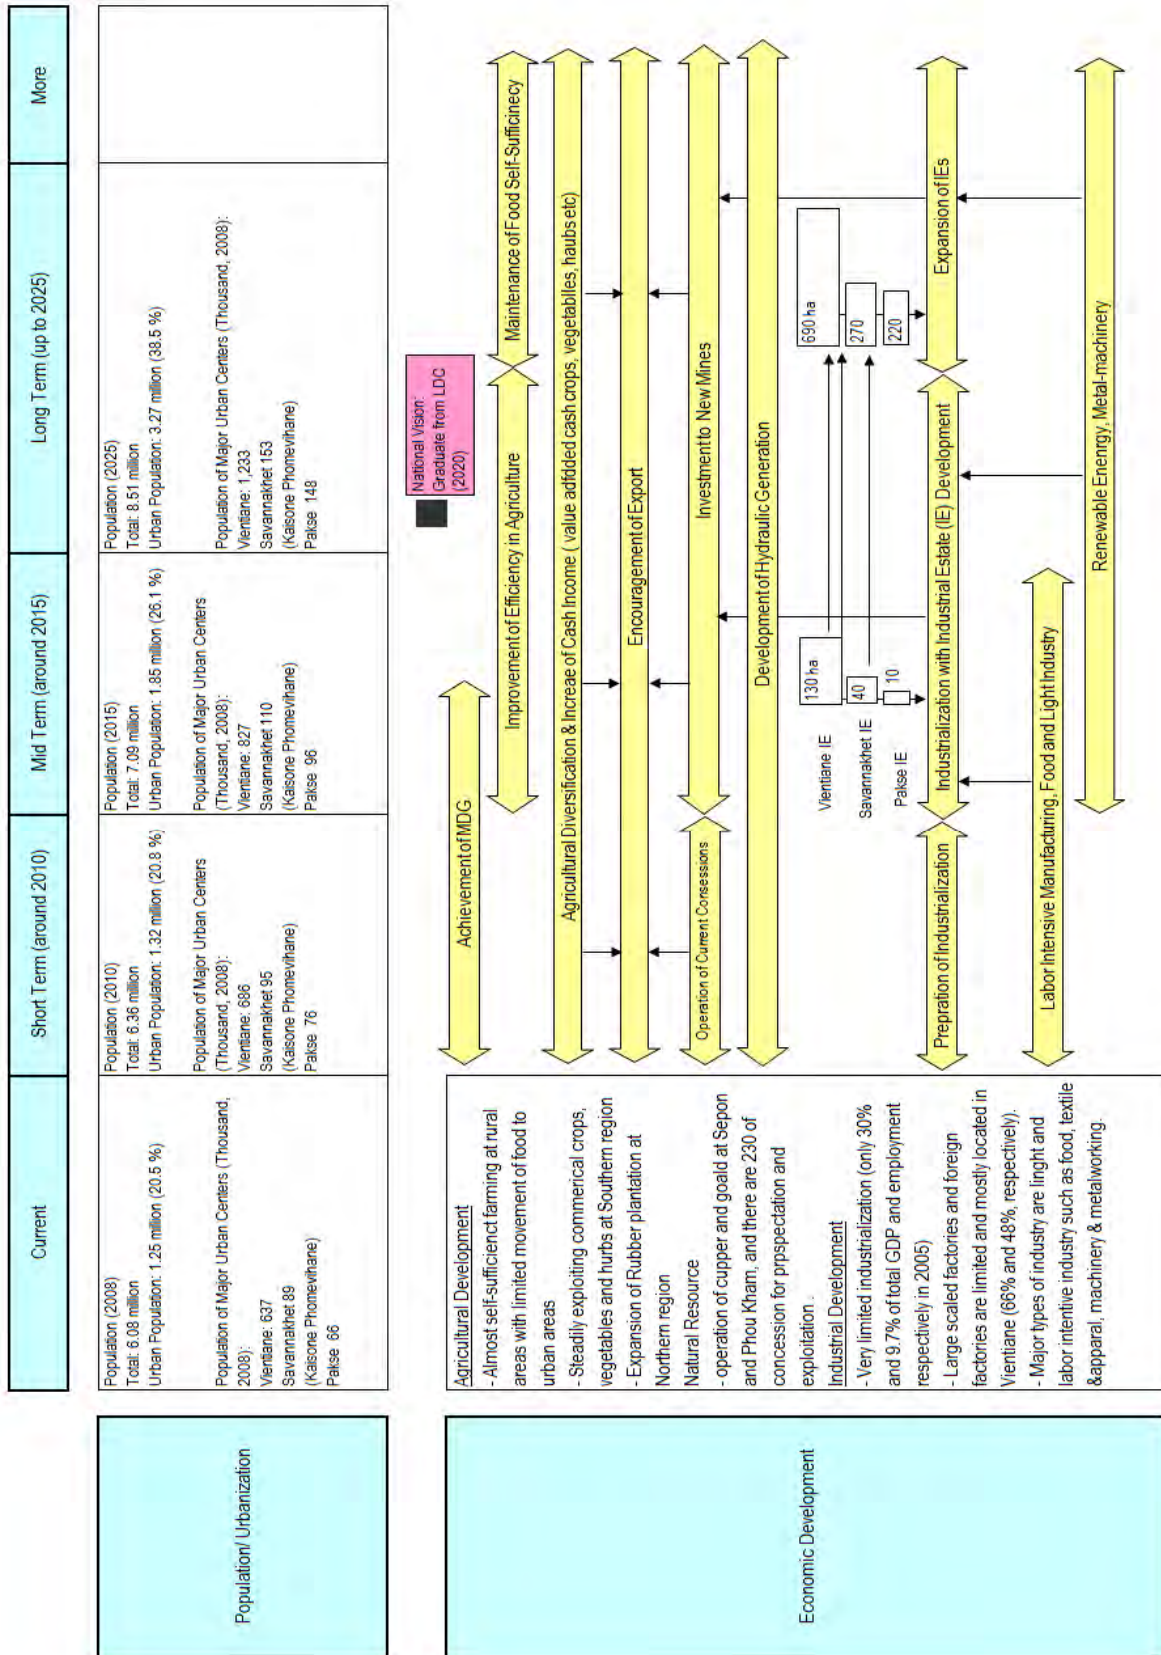 Current
Short Term (around 2010)
Mid Term (around 2015)
Long Term (up to 2025)
More
Population/ Urbanization
Population (2008)
Total: 6.08 million
Urban Population: 1.25 million (20.5 %)
Population of Major Urban Centers (Thousand,
2008):
Vientiane: 637
Savannakhet 89
(Kaisone Phomevihane)
Pakse 66
Population (2010)
Total: 6.36 million
Urban Population: 1.32 million (20.8 %)
Population of Major Urban Centers
(Thousand, 2008):
Vientiane: 686
Savannakhet 95
(Kaisone Phomevihane)
Pakse 76
Population (2015)
Total: 7.09 million
Urban Population: 1.85 million (26.1 %)
Population of Major Urban Centers
(Thousand, 2008):
Vientiane: 827
Savannakhet 110
(Kaisone Phomevihane)
Pakse 96
Population (2025)
Total: 8.51 million
Urban Population: 3.27 million (38.5 %)
Population of Major Urban Centers (Thousand, 2008):
Vientiane: 1,233
Savannakhet 153
(Kaisone Phomevihane)
Pakse 148
National Vision:
Graduate from LDC
(2020)
Economic Development
Agricultural Development
- Almost self-sufficienct farming at rural
areas with limited movement of food to
urban areas
- Steadily exploiting commerical crops,
vegetables and hurbs at Southern region
- Expansion of Rubber plantation at
Northern region
Natural Resource
- operation of cupper and goald at Sepon
and Phou Kham, and there are 230 of
concession for prpspectation and
exploitation .
Industrial Development
- Very limited industrialization (only 30%
and 9.7% of total GDP and employment
respectively in 2005)
- Large scaled factories and foreign
factories are limited and mostly located in
Vientiane (66% and 48%, respectively).
- Major types of industry are linght and
labor intentive industry such as food, textile
&apparal, machinery & metalworking.
Achievement of MDG
Improvement of Efficiency in Agriculture
Maintenance of Food Self-Sufficinecy
Agricultural Diversification & Increae of Cash Income ( value adfdded cash crops, vegetablles, haubs etc)
Encouragement of Export
Operation of Current Consessions
Investment to New Mines
Development of Hydraulic Generation
Vientiane IE
130 ha
690 ha
Savannakhet IE
40
270
Pakse IE
10
220
Prepration of Industrialization
Industrialization with Industrial Estate (IE) Development
Expansion of IEs
Labor Intensive Manufacturing, Food and Light Industry
Renewable Enenrgy, Metal-machinery